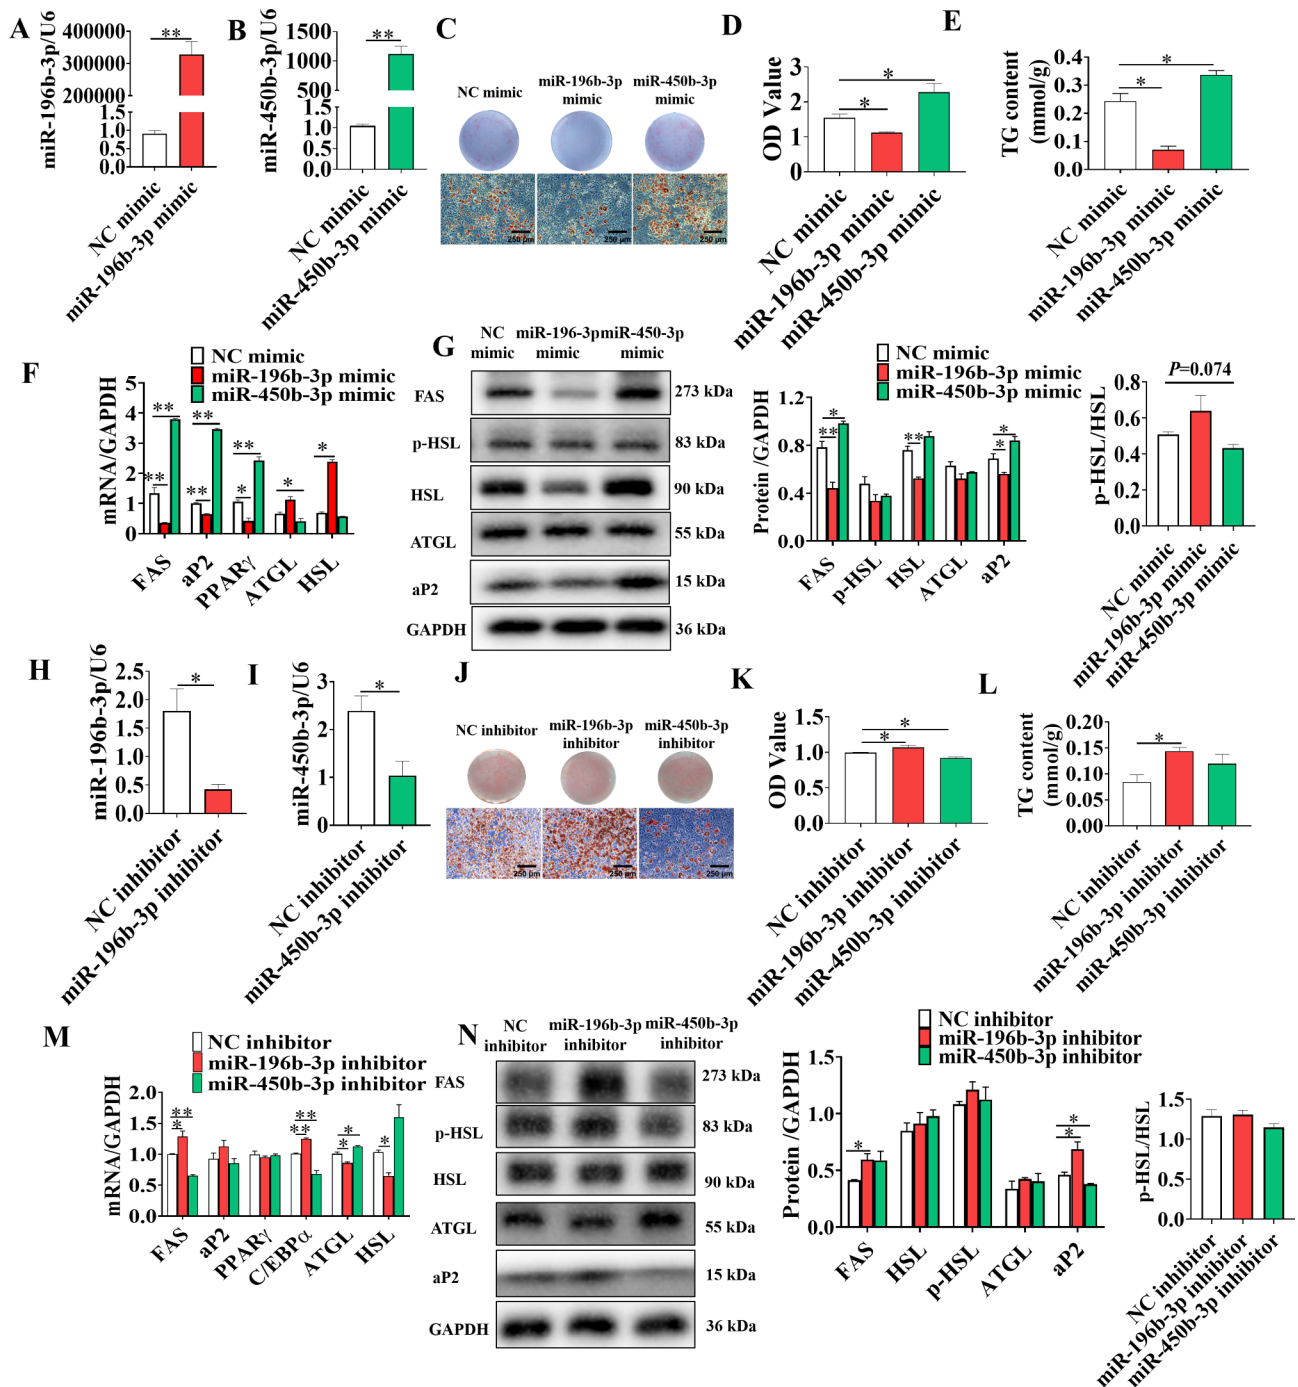 A
miR-196b-3p/U6
400000
300000
200000
100000
1.5
1.0
0.5
0.0
**
NC mimic
miR-196b-3p mimic
B
miR-450b-3p/U6
1500
1000
500
1.5
1.0
0.5
0.0
**
NC mimic
miR-450b-3p mimic
C
NC mimic
miR-196b-3p mimic
miR-450b-3p mimic
250 μm
250 μm
250 μm
D
OD Value
3
2
1
0
*
*
NC mimic
miR-196b-3p mimic
miR-450b-3p mimic
E
TG content
(mmol/g)
0.4
0.3
0.2
0.1
0.0
*
*
NC mimic
miR-196b-3p mimic
miR-450b-3p mimic
F
NC mimic
miR-196b-3p mimic
miR-450b-3p mimic
mRNA/GAPDH
5
4
3
2
1
0
**
**
**
**
**
*
*
*
FAS
aP2
PPARγ
ATGL
HSL
G
NC mimic
miR-196-3p mimic
miR-450-3p mimic
FAS
273 kDa
p-HSL
83 kDa
HSL
90 kDa
ATGL
55 kDa
aP2
15 kDa
GAPDH
36 kDa
NC mimic
miR-196b-3p mimic
miR-450b-3p mimic
Protein /GAPDH
1.2
0.8
0.4
0.0
*
**
**
*
*
FAS
p-HSL
HSL
ATGL
aP2
p-HSL/HSL
0.8
0.6
0.4
0.2
0.0
P=0.074
NC mimic
miR-196b-3p mimic
miR-450b-3p mimic
H
miR-196b-3p/U6
2.5
2.0
1.5
1.0
0.5
0.0
*
NC inhibitor
miR-196b-3p inhibitor
I
miR-450b-3p/U6
3
2
1
0
*
NC inhibitor
miR-450b-3p inhibitor
J
NC inhibitor
miR-196b-3p inhibitor
miR-450b-3p inhibitor
250 μm
250 μm
250 μm
K
OD Value
1.5
1.0
0.5
0.0
*
*
NC inhibitor
miR-196b-3p inhibitor
miR-450b-3p inhibitor
L
TG content
(mmol/g)
0.20
0.15
0.10
0.05
0.00
*
NC inhibitor
miR-196b-3p inhibitor
miR-450b-3p inhibitor
M
NC inhibitor
miR-196b-3p inhibitor
miR-450b-3p inhibitor
mRNA/GAPDH
2.0
1.5
1.0
0.5
0.0
**
*
**
**
*
*
*
FAS
aP2
PPARγ
C/EBPα
ATGL
HSL
N
NC inhibitor
miR-196b-3p inhibitor
miR-450b-3p inhibitor
FAS
273 kDa
p-HSL
83 kDa
HSL
90 kDa
ATGL
55 kDa
aP2
15 kDa
GAPDH
36 kDa
NC inhibitor
miR-196b-3p inhibitor
miR-450b-3p inhibitor
Protein /GAPDH
1.5
1.0
0.5
0.0
*
*
*
FAS
HSL
p-HSL
ATGL
aP2
p-HSL/HSL
1.5
1.0
0.5
0.0
NC inhibitor
miR-196b-3p inhibitor
miR-450b-3p inhibitor